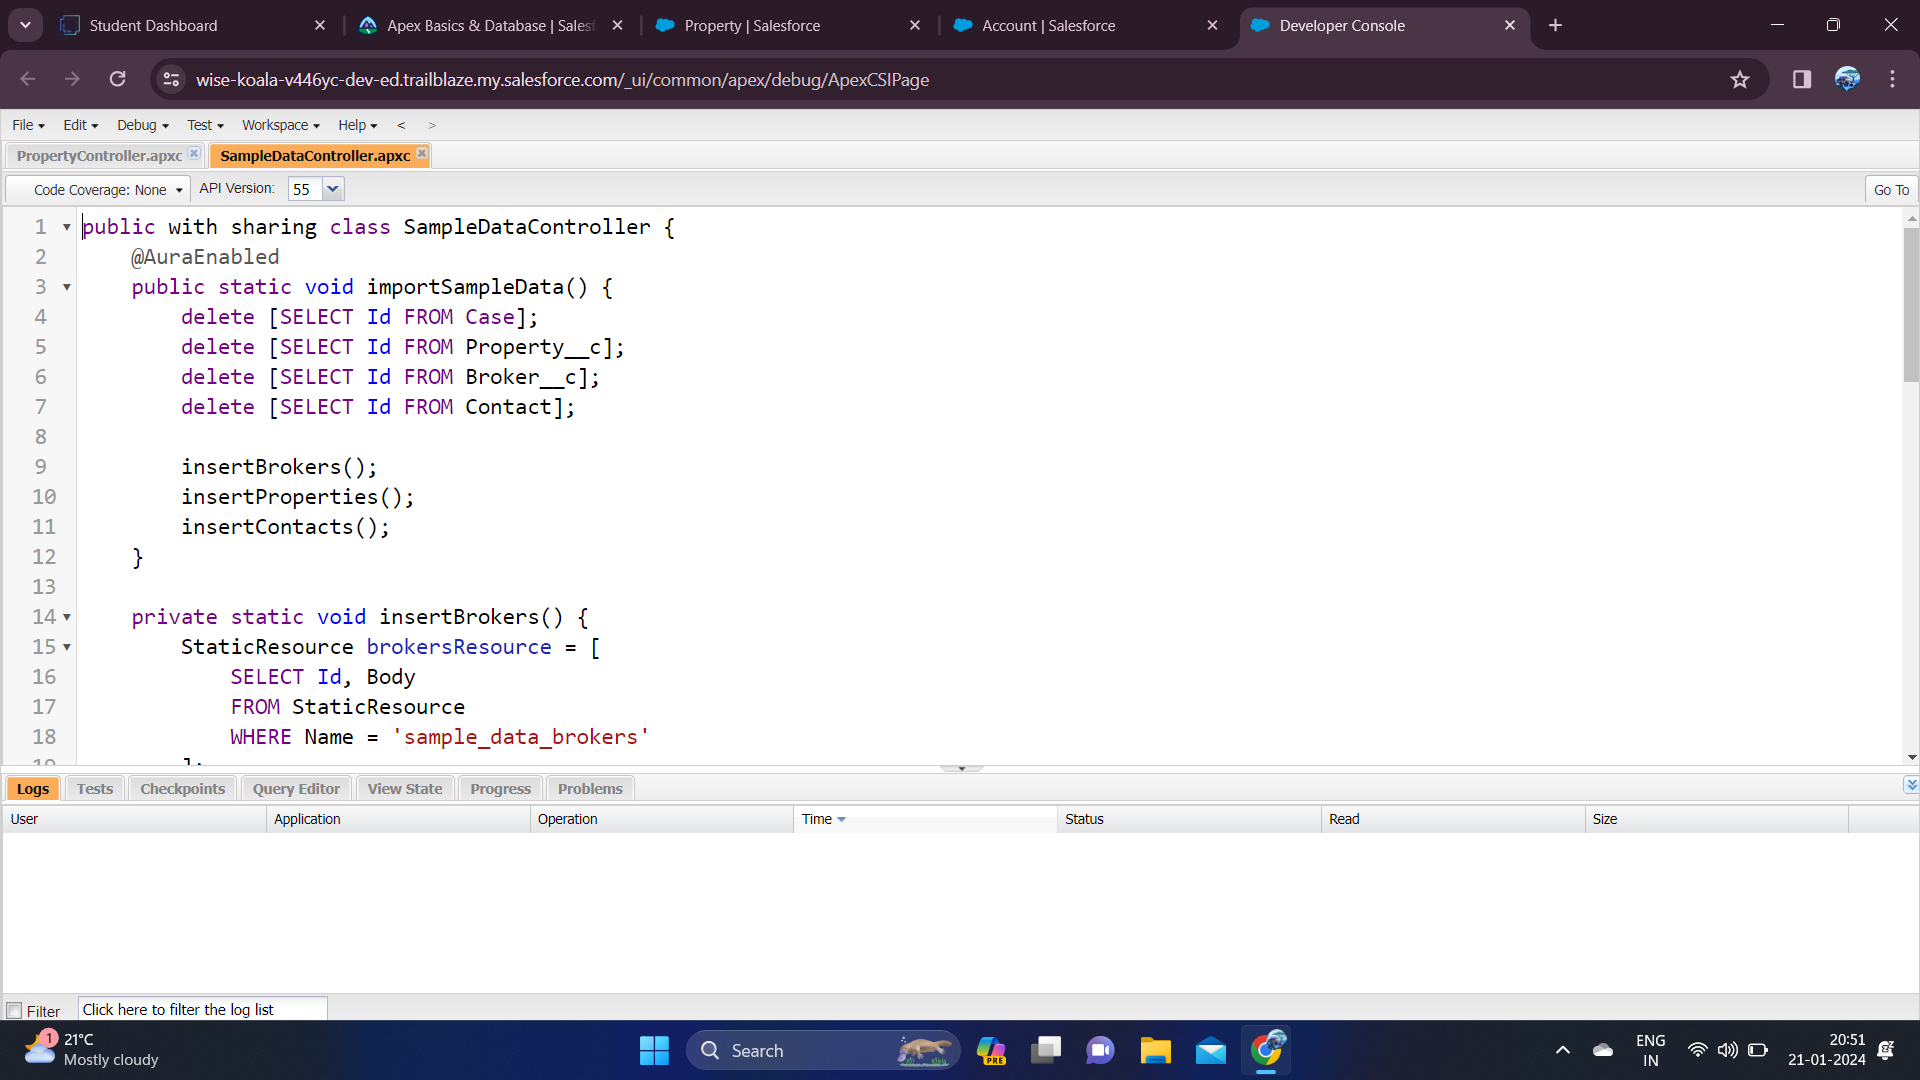 Student Dashboard
Apex Basics & Database | Sales
Property | Salesforce
Account | Salesforce
Developer Console
wise-koala-v446yc-dev-ed.trailblaze.my.salesforce.com/_ui/common/apex/debug/ApexCSIPage
File Edit Debug Test Workspace Help < >
PropertyController.apxc
SampleDataController.apxc
Code Coverage: None API Version: 55 Go To
1 public with sharing class SampleDataController {
2 @AuraEnabled
3 public static void importSampleData() {
4 delete [SELECT Id FROM Case];
5 delete [SELECT Id FROM Property__c];
6 delete [SELECT Id FROM Broker__c];
7 delete [SELECT Id FROM Contact];
8
9 insertBrokers();
10 insertProperties();
11 insertContacts();
12 }
13
14 private static void insertBrokers() {
15 StaticResource brokersResource = [
16 SELECT Id, Body
17 FROM StaticResource
18 WHERE Name = 'sample_data_brokers'
19 ];
Logs Tests Checkpoints Query Editor View State Progress Problems
User Application Operation Time Status Read Size
Filter Click here to filter the log list
1
21°C
Mostly cloudy
Search
PRE
ENG
IN
20:51
21-01-2024